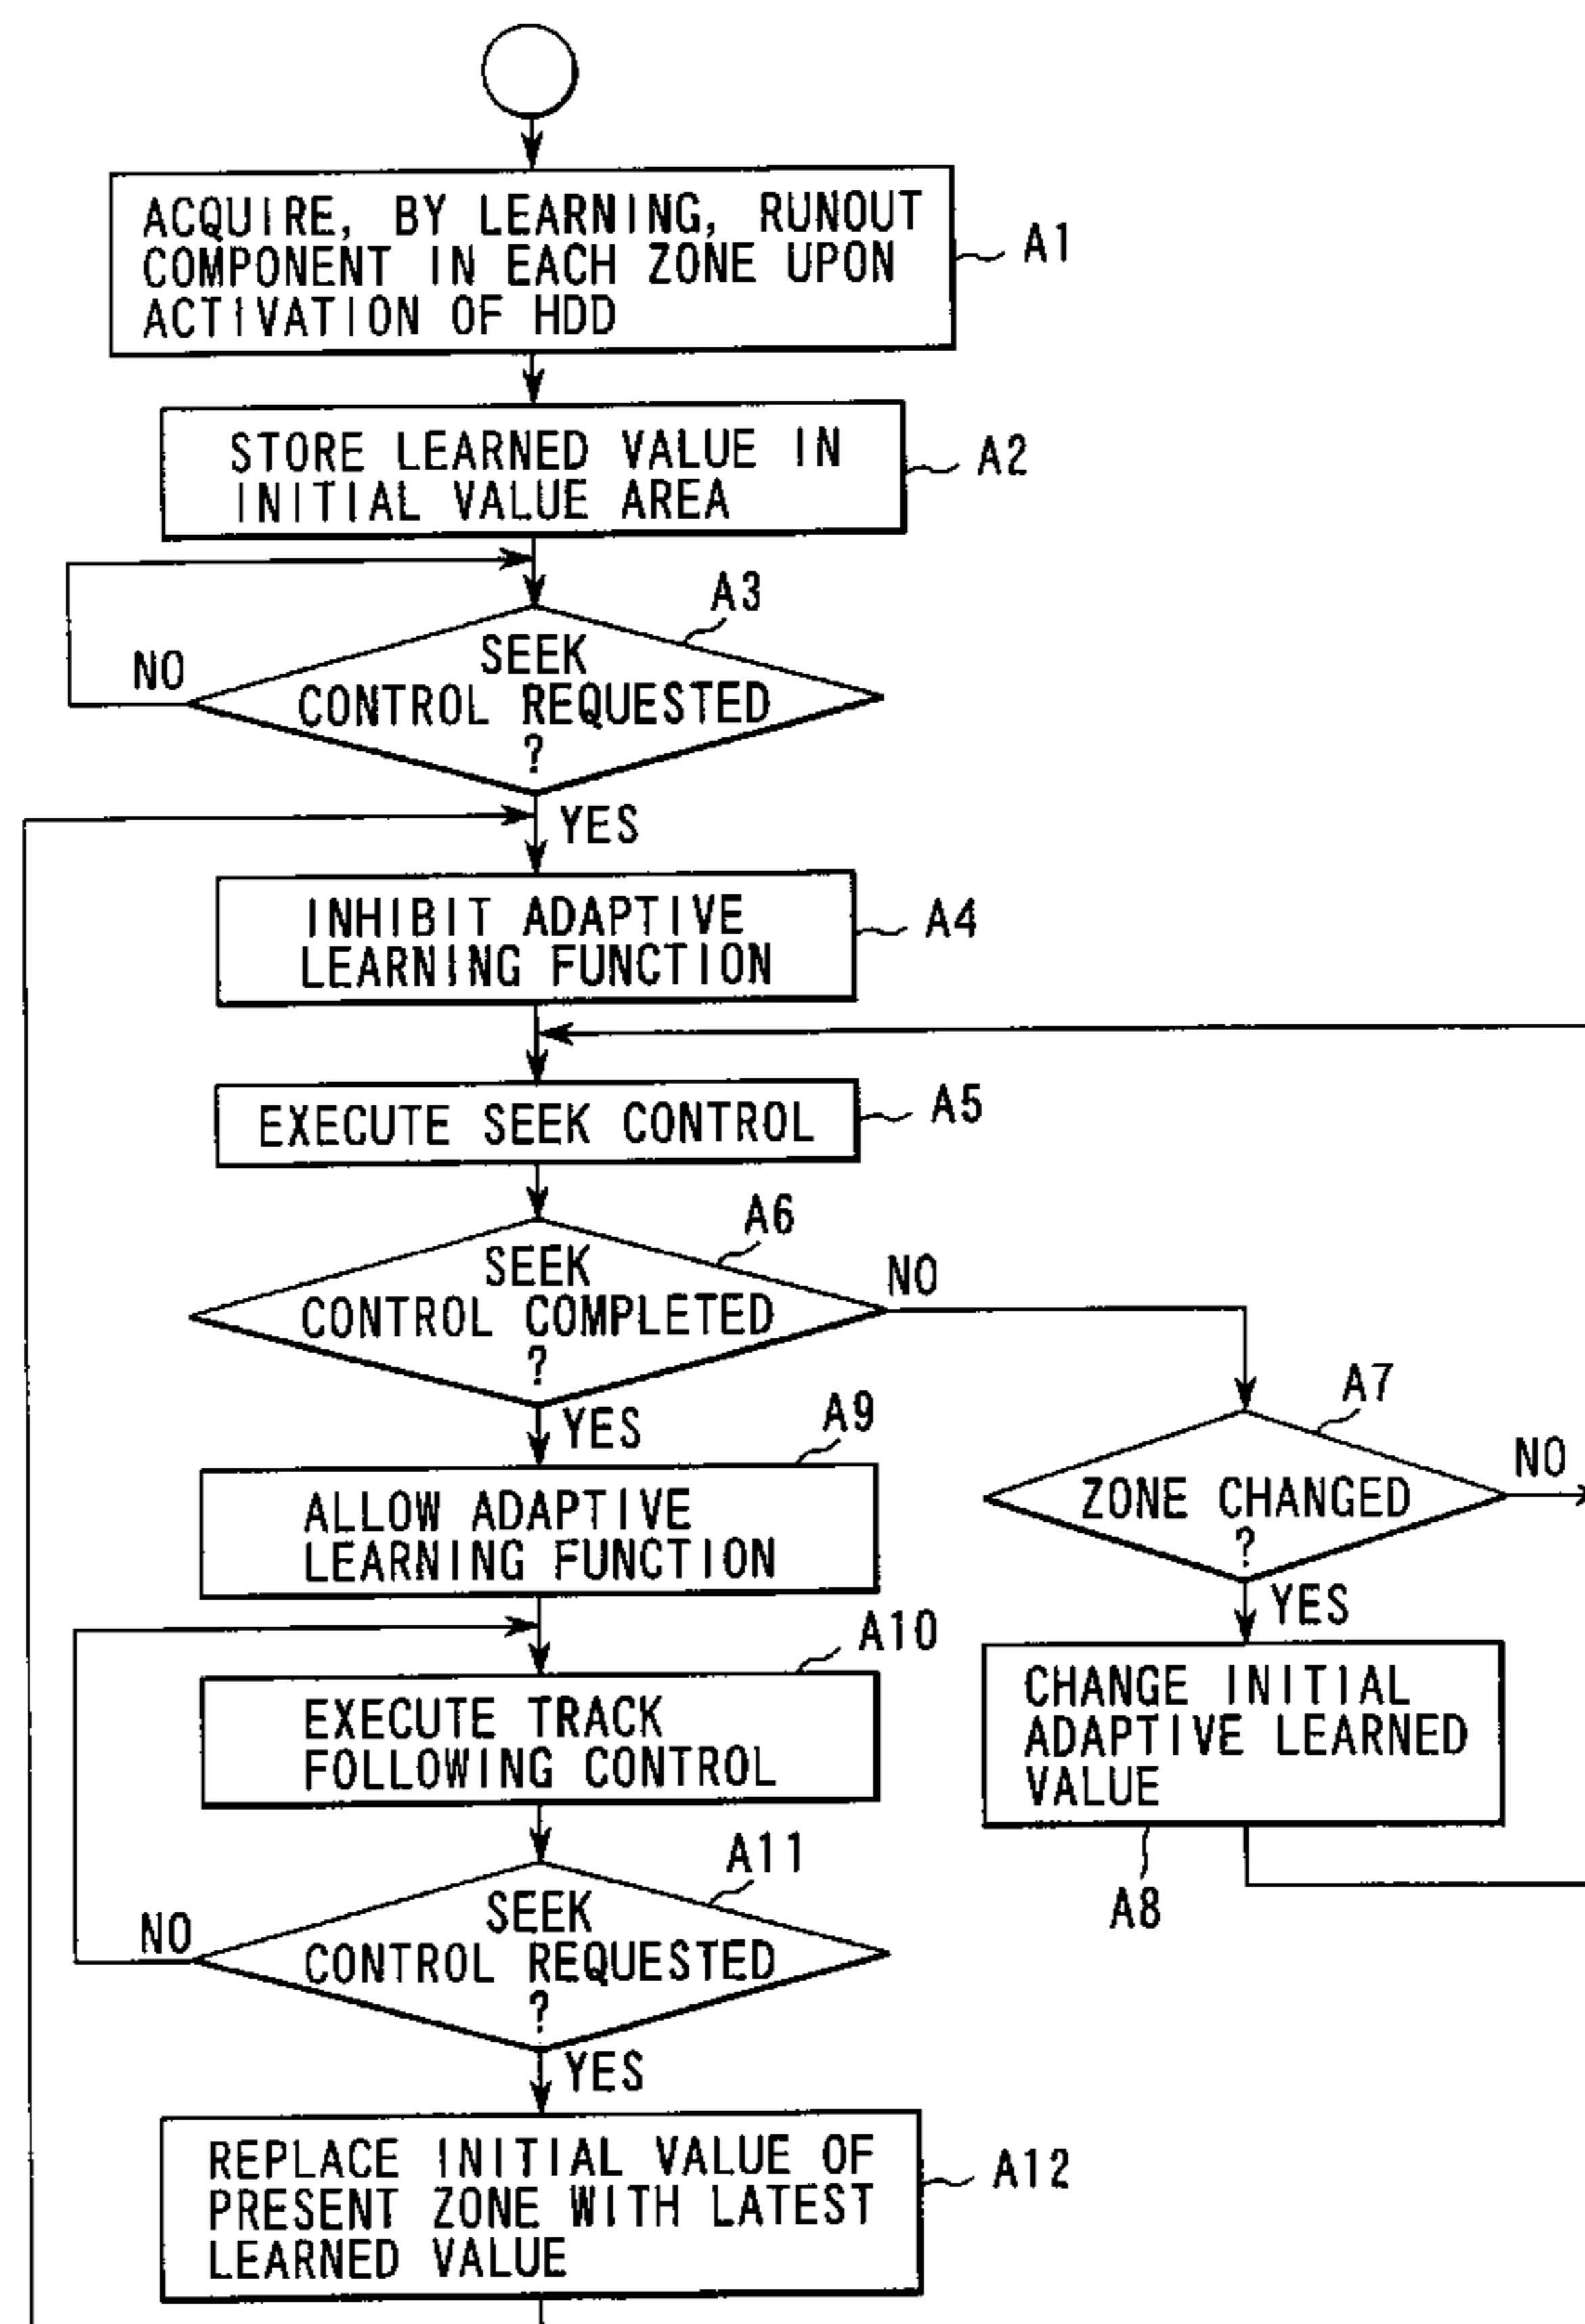 ACQUIRE, BY LEARNING, RUNOUT
COMPONENT IN EACH ZONE UPON
ACTIVATION OF HDD
A1
STORE LEARNED VALUE IN
INITIAL VALUE AREA
A2
A3
SEEK
CONTROL REQUESTED
?
NO
YES
INHIBIT ADAPTIVE
LEARNING FUNCTION
A4
EXECUTE SEEK CONTROL
A5
A6
SEEK
CONTROL COMPLETED
?
NO
YES
A7
ZONE CHANGED
?
NO
YES
CHANGE INITIAL
ADAPTIVE LEARNED
VALUE
A8
A9
ALLOW ADAPTIVE
LEARNING FUNCTION
A10
EXECUTE TRACK
FOLLOWING CONTROL
A11
SEEK
CONTROL REQUESTED
?
NO
YES
REPLACE INITIAL VALUE OF
PRESENT ZONE WITH LATEST
LEARNED VALUE
A12